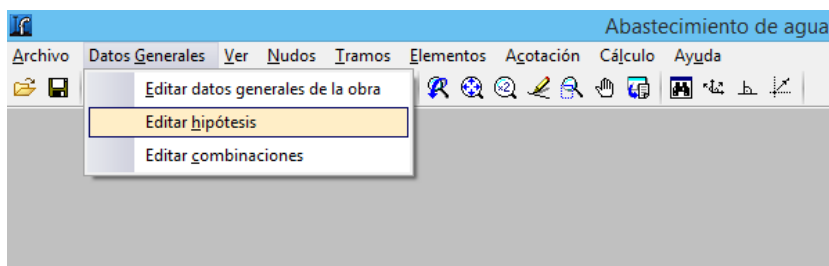 Abastecimiento de agua
Archivo Datos Generales Ver Nudos Tramos Elementos Acotación Cálculo Ayuda
Editar datos generales de la obra
Editar hipótesis
Editar combinaciones